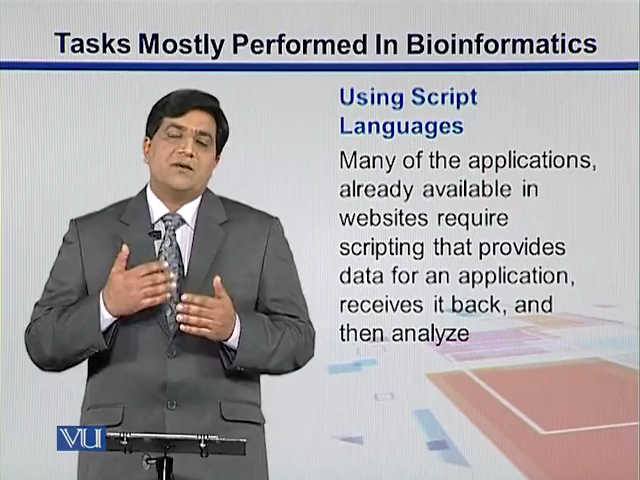 Tasks Mostly Performed In Bioinformatics
Using Script
Languages
Many of the applications,
already available in
websites require
scripting that provides
data for an application,
receives it back, and
then analyze
VU